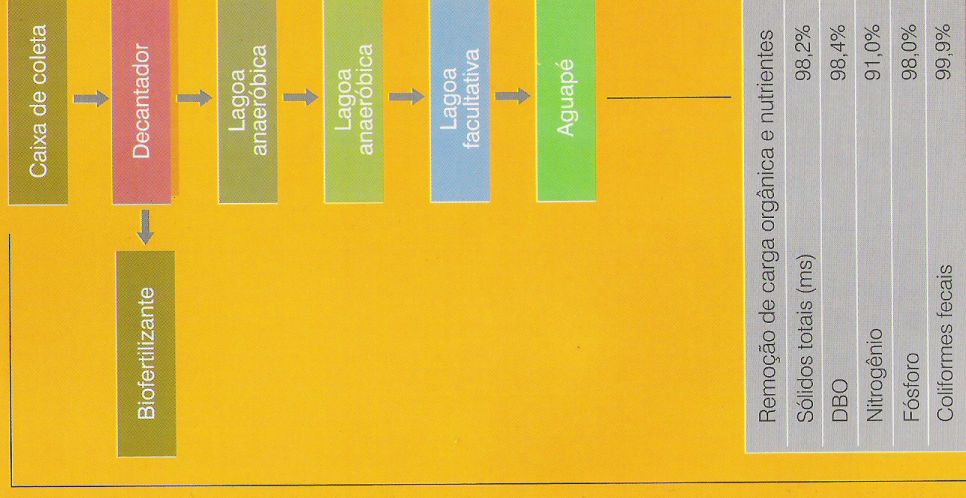 Caixa de coleta
Decantador
Biofertilizante
Lagoa
anaeróbica
Lagoa
anaeróbica
Lagoa
facultativa
Aguapé
Remoção de carga orgânica e nutrientes
Sólidos totais (ms) 98,2%
DBO 98,4%
Nitrogênio 91,0%
Fósforo 98,0%
Coliformes fecais 99,9%